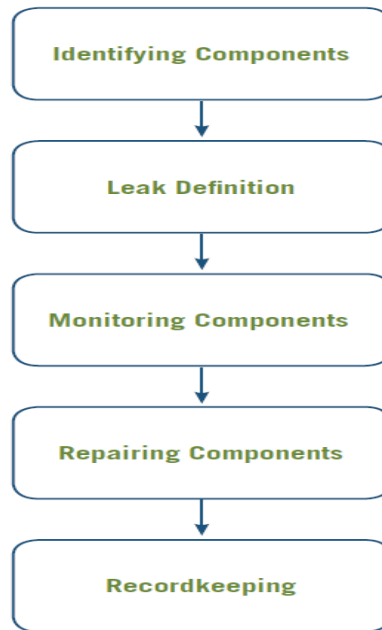 Identifying Components
Leak Definition
Monitoring Components
Repairing Components
Recordkeeping